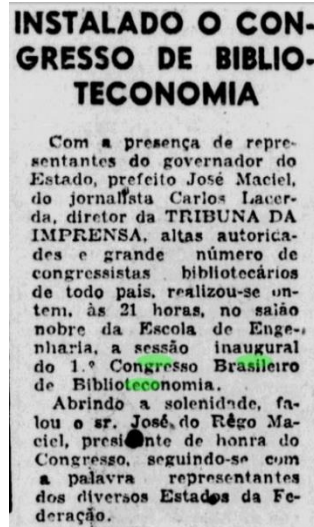 INSTALADO O CON-
GRESSO DE BIBLIO-
TECONOMIA
Com a presença de repre-
sentantes do governador do
Estado, prefeito José Maciel,
do jornalista Carlos Lacer-
da, diretor da TRIBUNA DA
IMPRENSA, altas autorica-
des e grande número de
congressistas bibliotecários
de todo pais, realizou-se on-
tem, às 21 horas, no salão
nobre da Escola de Enge-
nharia, a sessão inaugural
do 1.º Congresso Brasileiro
de Biblioteconomia.
Abrindo a solenidade, fa-
lou o sr. José do Rêgo Ma-
ciel, presidente de honra do
Congresso, seguindo-se com
a palavra representantes
dos diversos Estados da Fe-
deração.